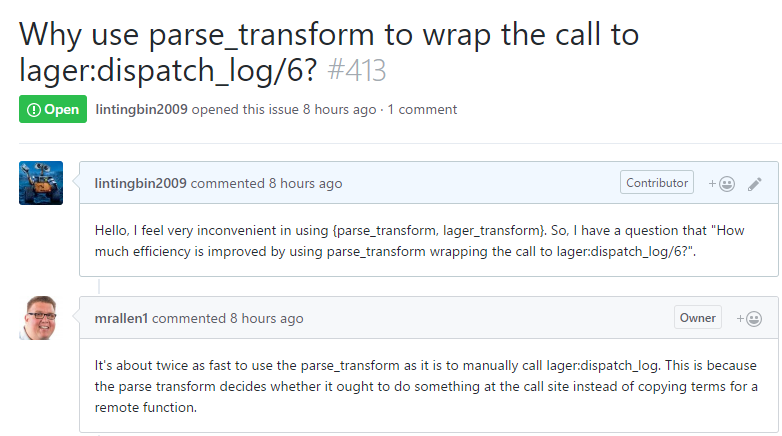 Why use parse_transform to wrap the call to
lager:dispatch_log/6? #413
Open lintingbin2009 opened this issue 8 hours ago · 1 comment
lintingbin2009 commented 8 hours ago Contributor +
Hello, I feel very inconvenient in using {parse_transform, lager_transform}. So, I have a question that "How
much efficiency is improved by using parse_transform wrapping the call to lager:dispatch_log/6?".
mrallen1 commented 8 hours ago Owner +
It's about twice as fast to use the parse_transform as it is to manually call lager:dispatch_log. This is because
the parse transform decides whether it ought to do something at the call site instead of copying terms for a
remote function.